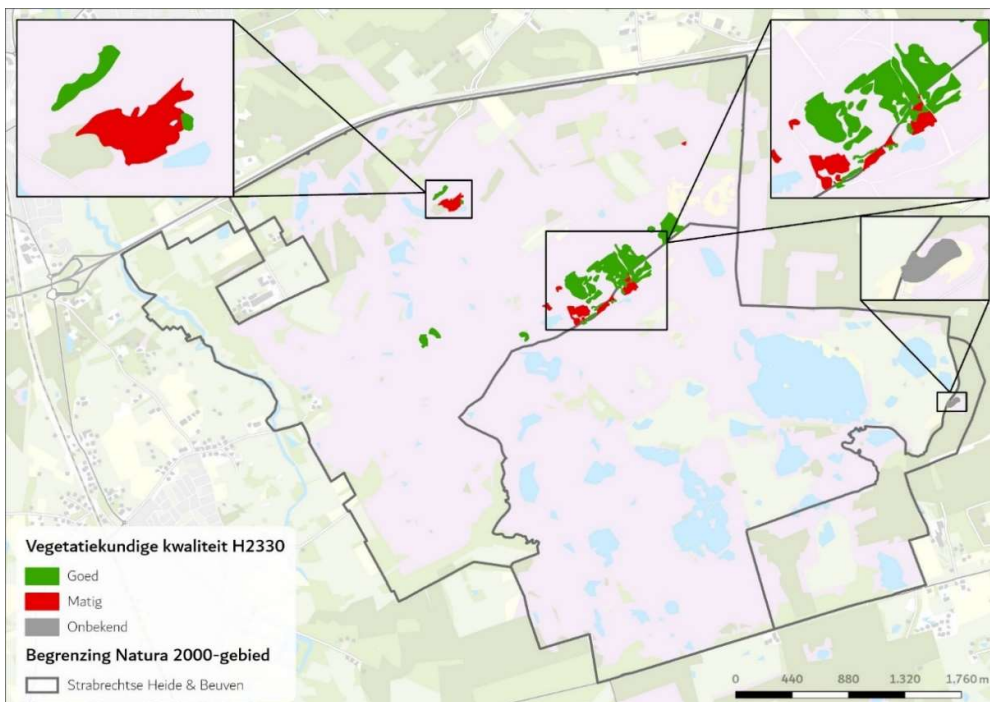 Vegetatiekundige kwaliteit H2330
Goed
Matig
Onbekend
Begrenzing Natura 2000-gebied
Strabrechtse Heide & Beuven
0 440 880 1.320 1.760 m